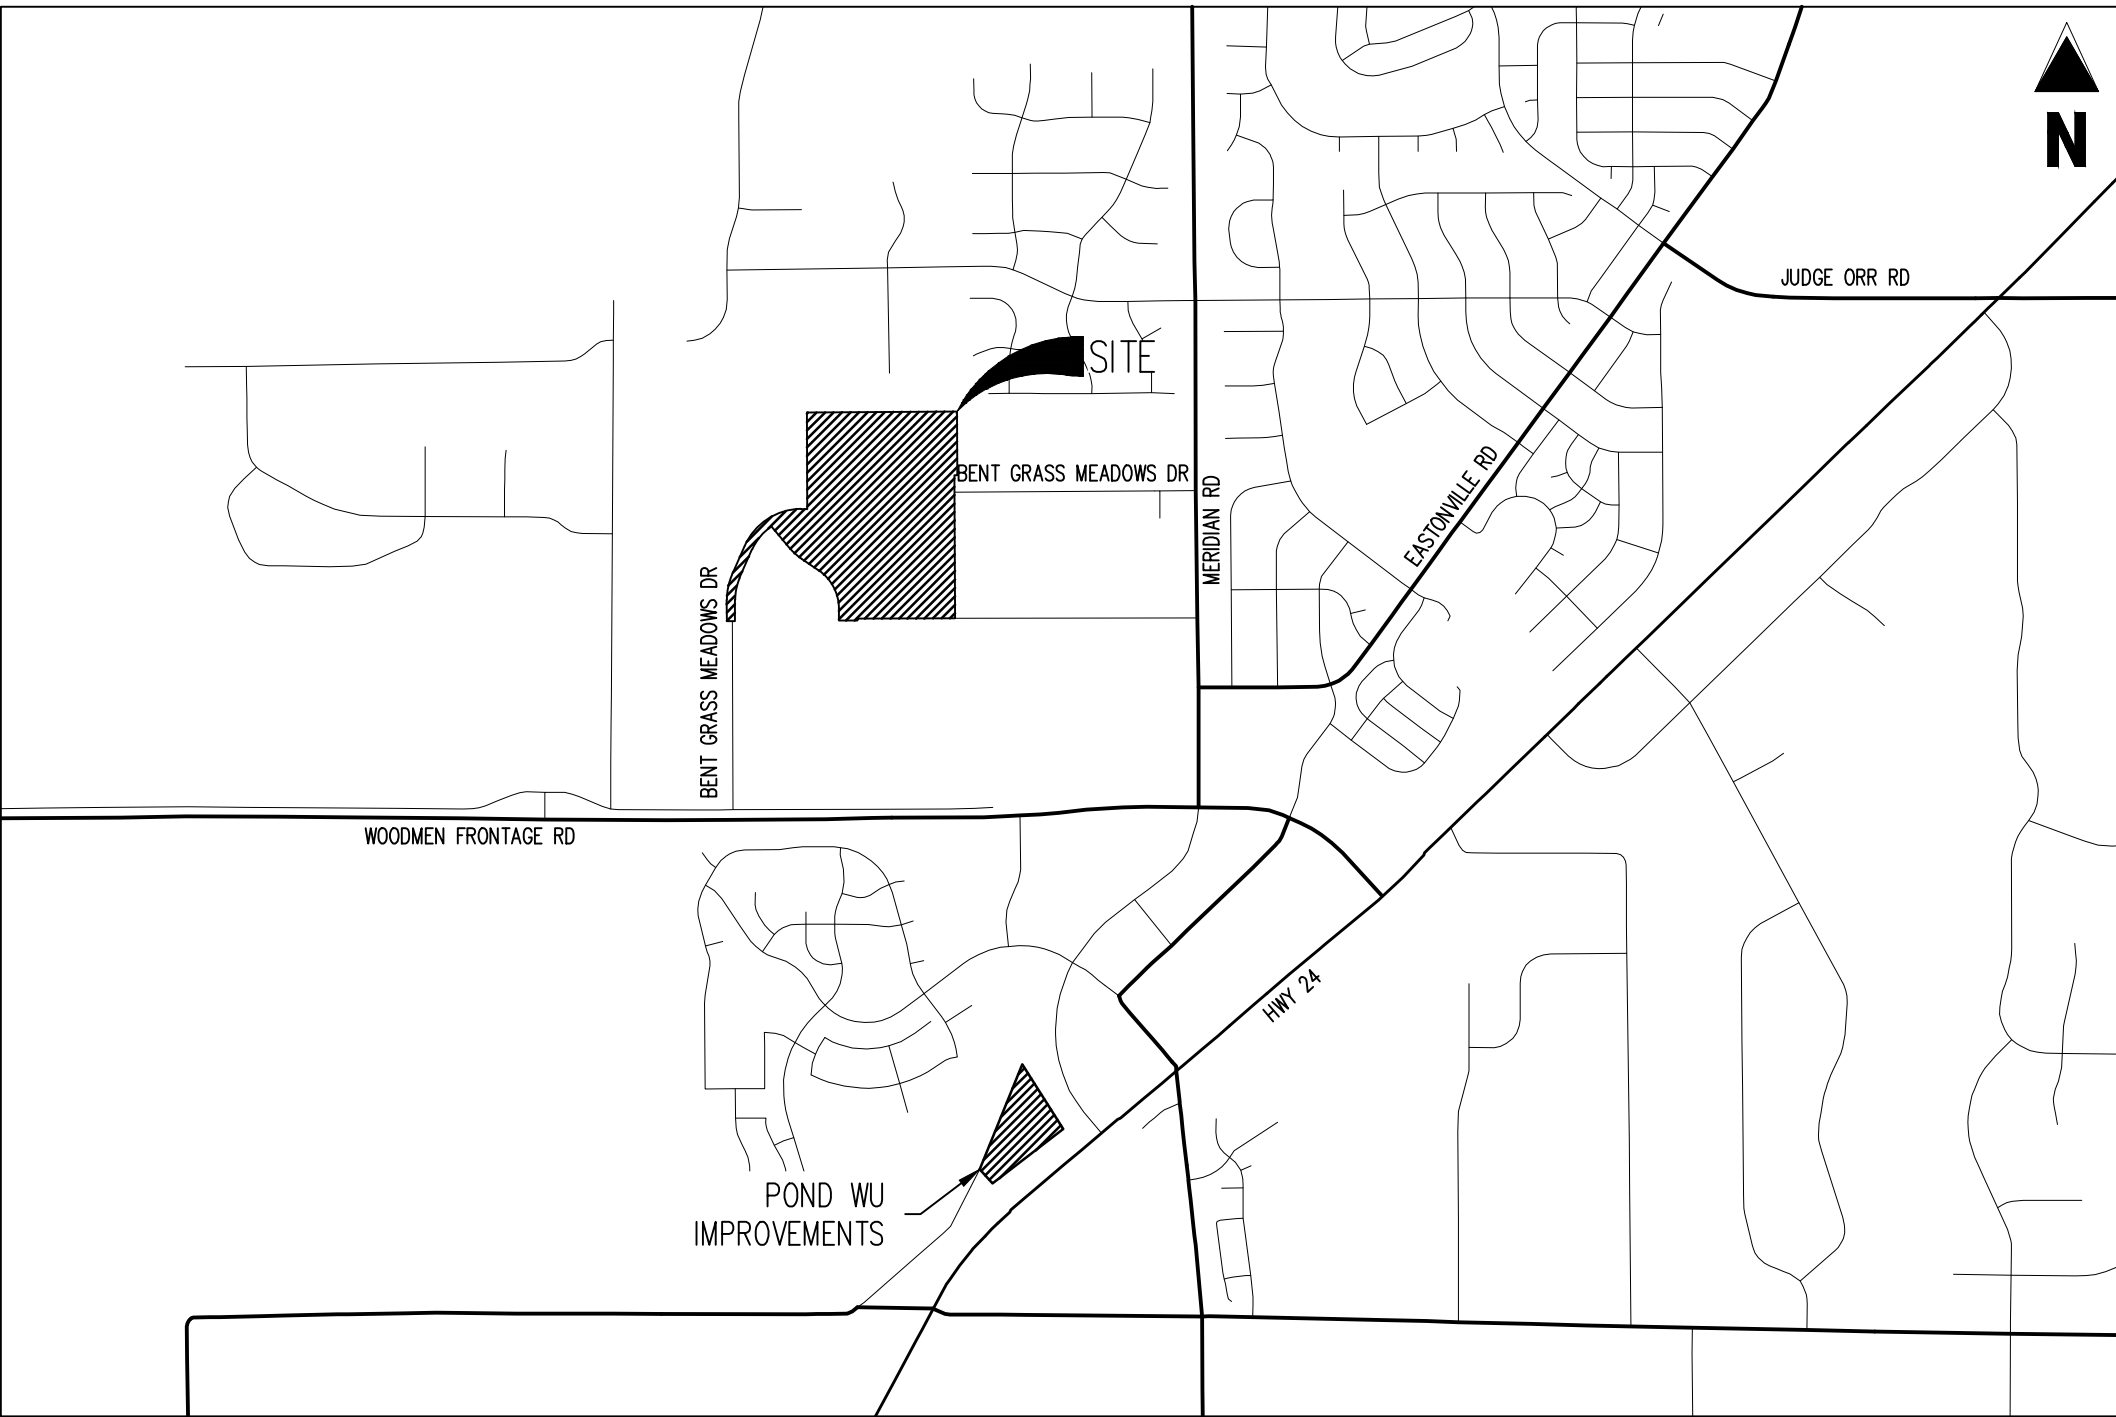 N
JUDGE ORR RD
SITE
BENT GRASS MEADOWS DR
MERIDIAN RD
EASTONVILLE RD
BENT GRASS MEADOWS DR
WOODMEN FRONTAGE RD
HWY 24
POND WU
IMPROVEMENTS